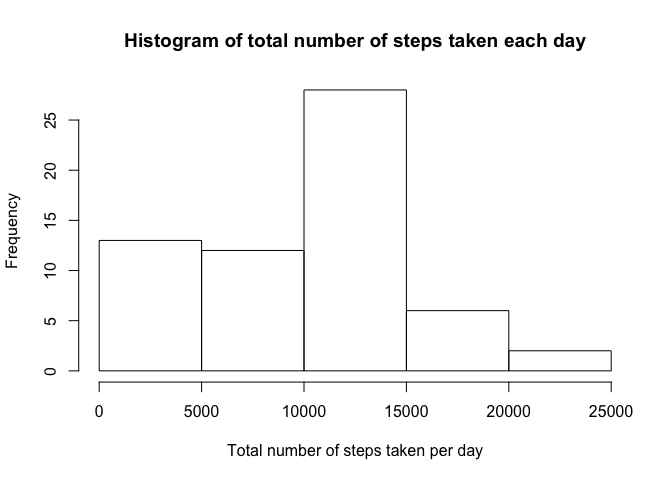 Histogram of total number of steps taken each day
Frequency
25
20
15
10
5
0
0 5000 10000 15000 20000 25000
Total number of steps taken per day